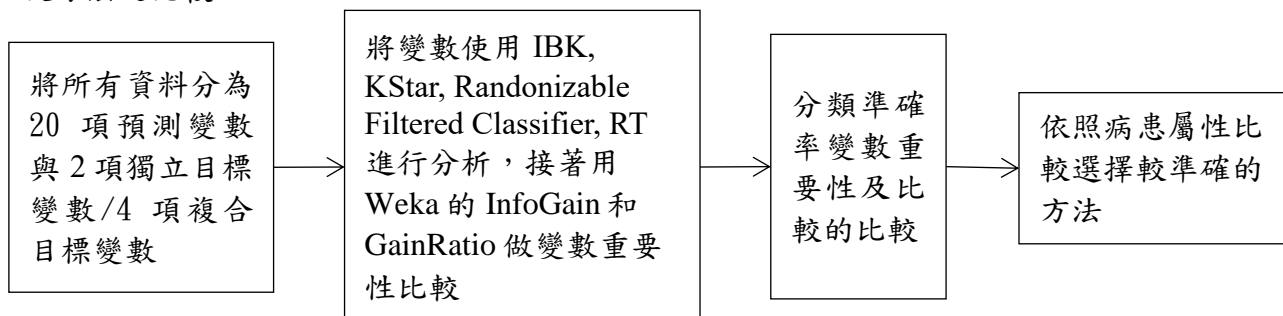 將所有資料分為
20 項預測變數
與 2 項獨立目標
變數/4 項複合
目標變數
將變數使用 IBK,
KStar, Randonizable
Filtered Classifier, RT
進行分析，接著用
Weka 的 InfoGain 和
GainRatio 做變數重要
性比較
分類準確
率變數重
要性及比
較的比較
依照病患屬性比
較選擇較準確的
方法